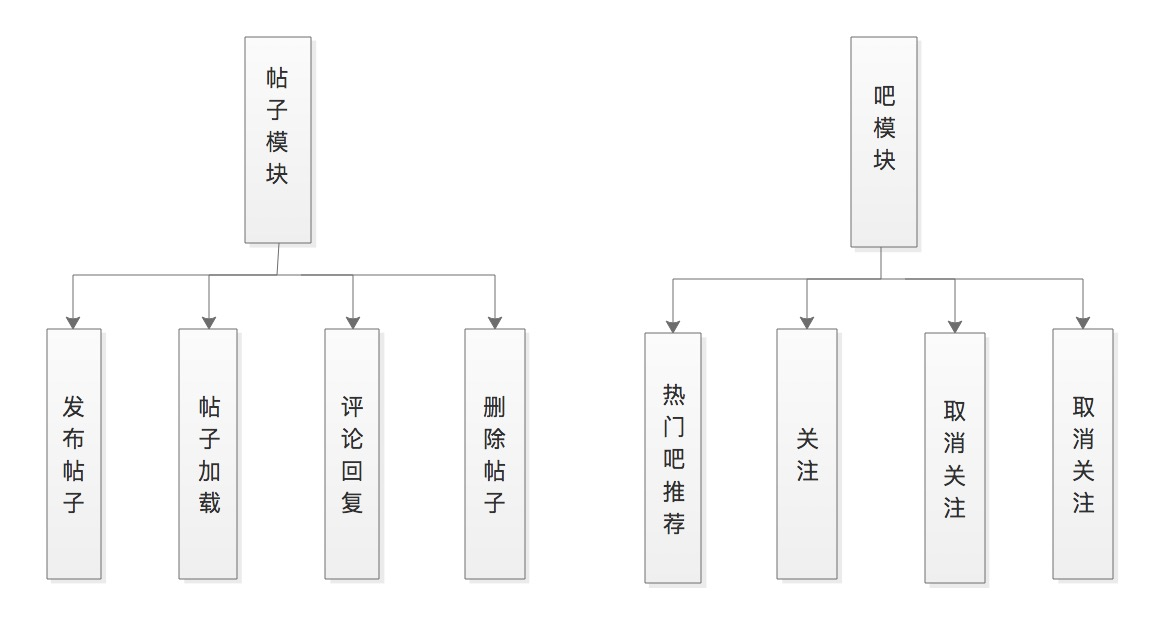 帖子模块
吧模块
发布帖子
帖子加载
评论回复
删除帖子
热门吧推荐
关注
取消关注
取消关注